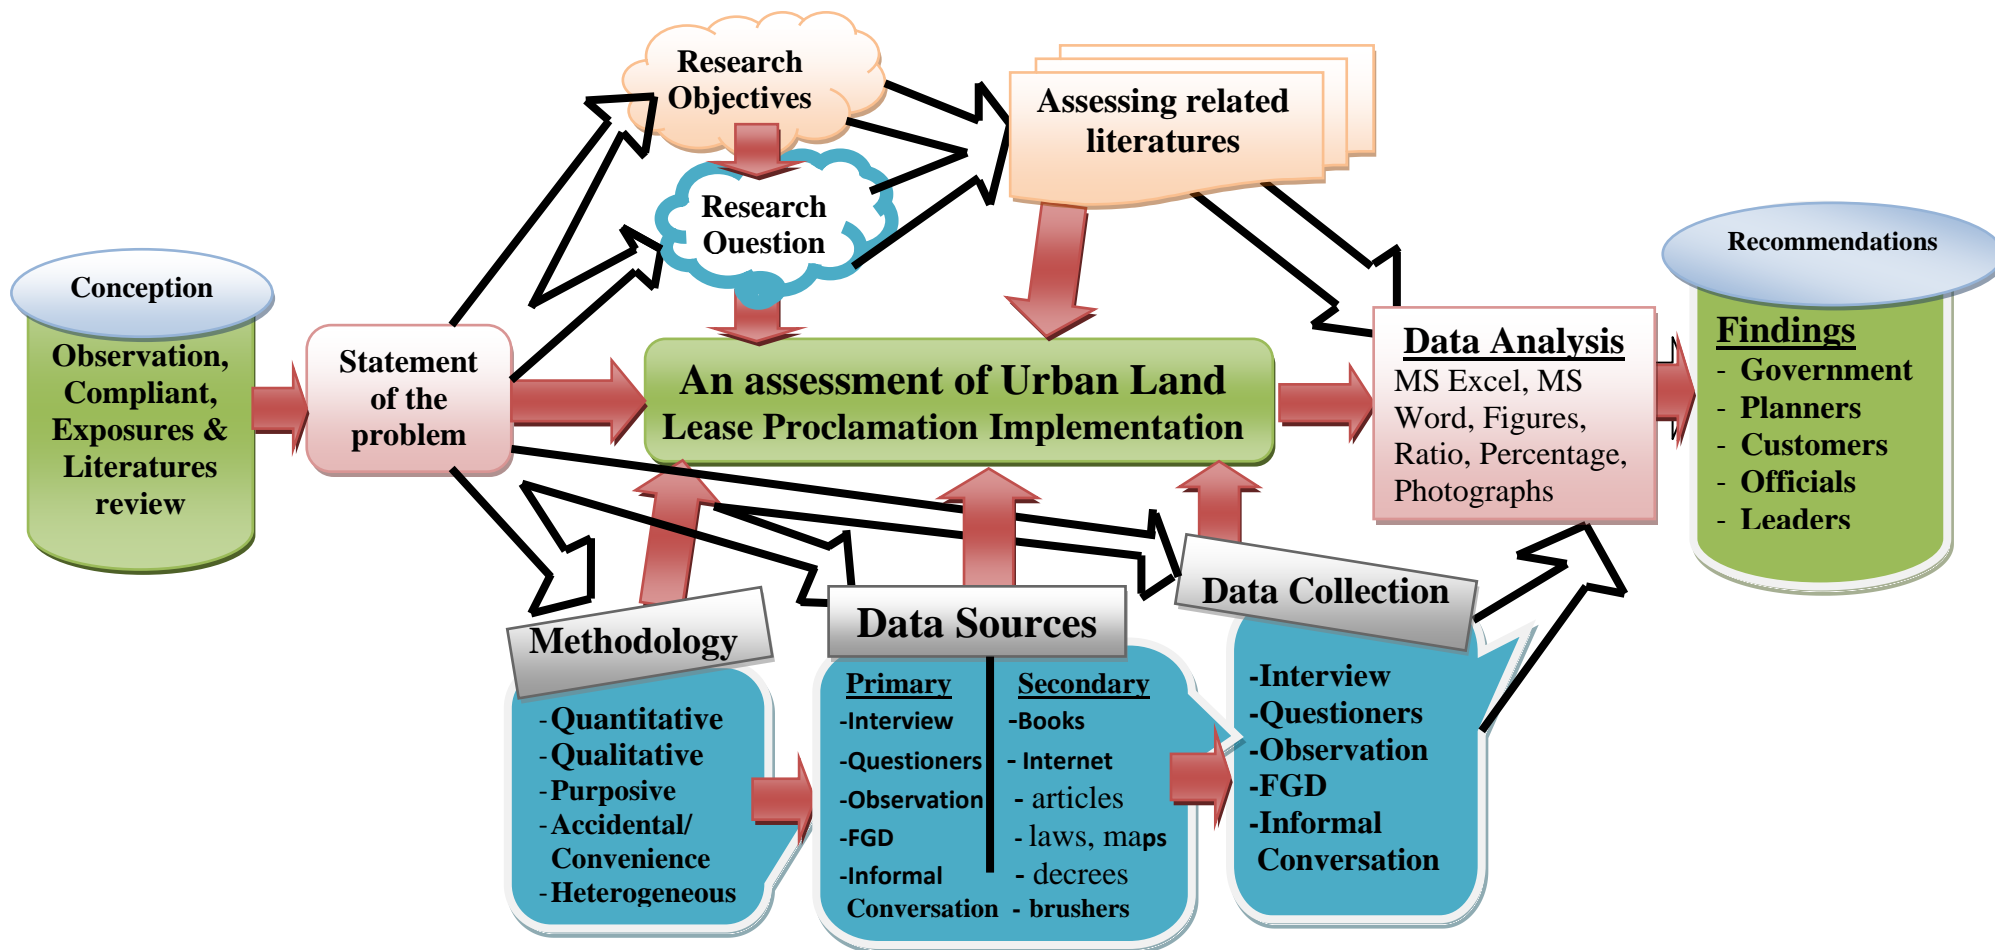 Conception
Observation,
Compliant,
Exposures &
Literatures
review
Statement
of the
problem
Research
Objectives
Research
Ouestion
Assessing related
literatures
An assessment of Urban Land
Lease Proclamation Implementation
Methodology
-Quantitative
-Qualitative
-Purposive
-Accidental/
Convenience
-Heterogeneous
Data Sources
Primary
-Interview
-Questioners
-Observation
-FGD
-Informal
Conversation
Secondary
-Books
- Internet
- articles
- laws, maps
- decrees
- brushers
Data Collection
-Interview
-Questioners
-Observation
-FGD
-Informal
Conversation
Data Analysis
MS Excel, MS
Word, Figures,
Ratio, Percentage,
Photographs
Recommendations
Findings
- Government
- Planners
- Customers
- Officials
- Leaders